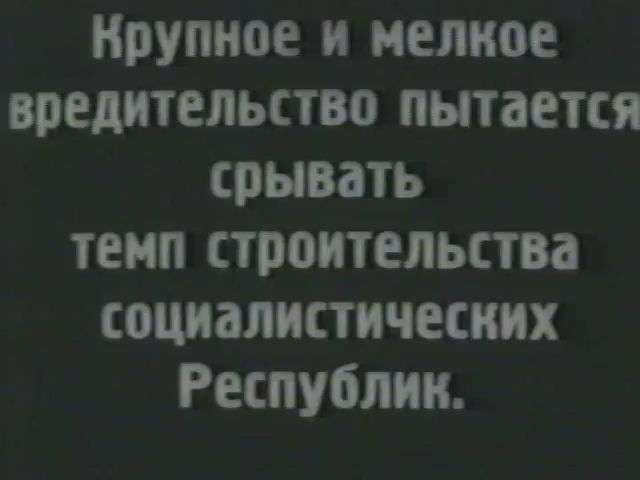 Крупное и мелкое
вредительство пытается
срывать
темп строительства
социалистических
Республик.